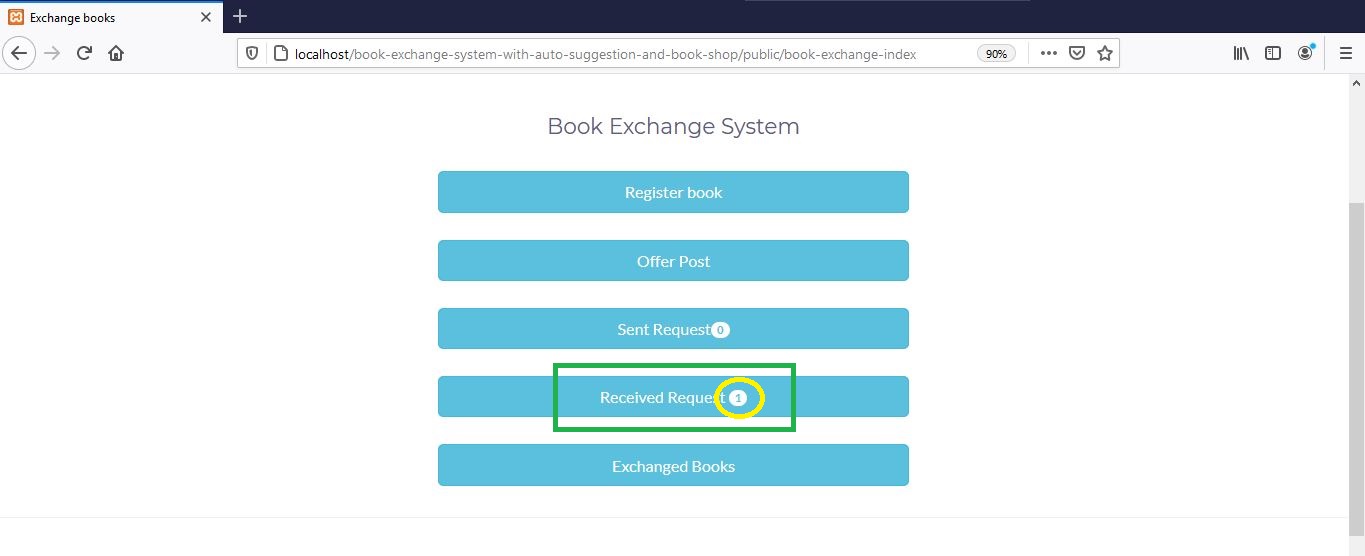 Exchange books
localhost/book-exchange-system-with-auto-suggestion-and-book-shop/public/book-exchange-index 90%
Book Exchange System
Register book
Offer Post
Sent Request 0
Received Request 1
Exchanged Books